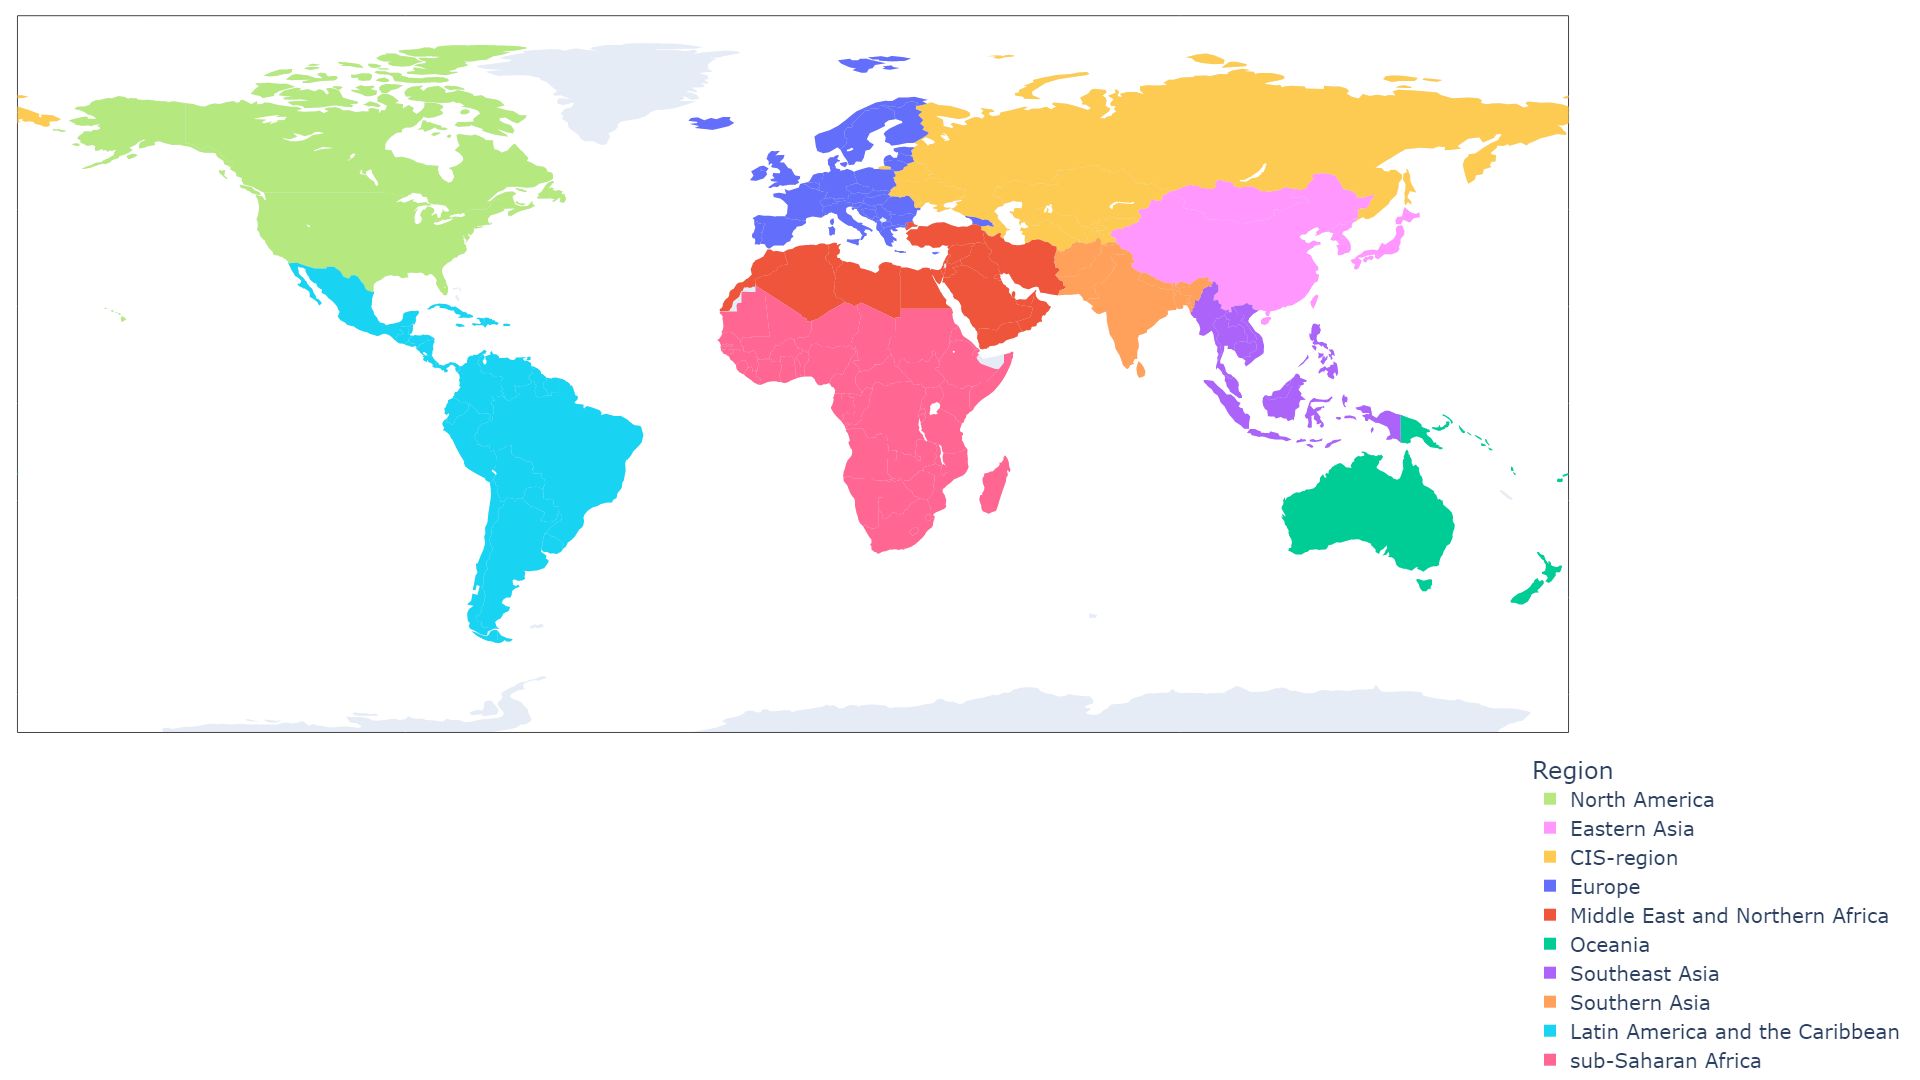 Region
North America
Eastern Asia
CIS-region
Europe
Middle East and Northern Africa
Oceania
Southeast Asia
Southern Asia
Latin America and the Caribbean
sub-Saharan Africa